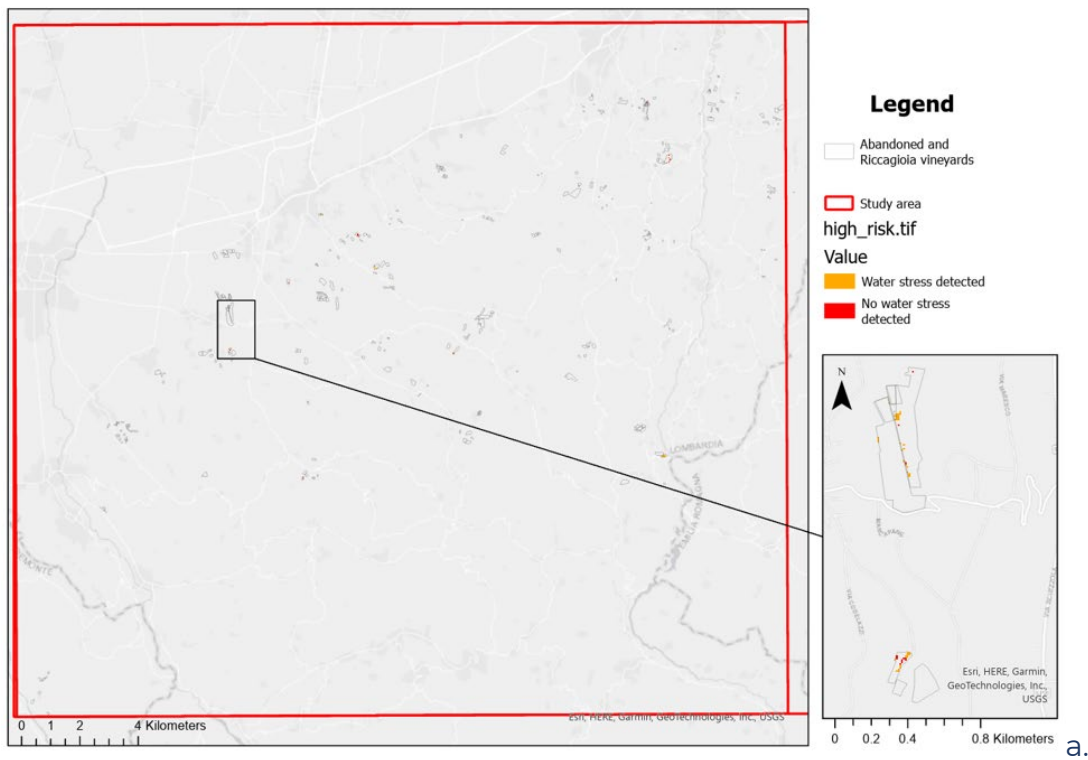 Legend
Abandoned and
Riccagioia vineyards
Study area
high_risk.tif
Value
Water stress detected
No water stress
detected
LOMBARDIA
EMILIA ROMAGNA
N
Esri, HERE, Garmin,
GeoTechnologies, Inc.,
USGS
0 0.2 0.4 0.8 Kilometers
0 1 2 4 Kilometers
Esri, HERE, Garmin, GeoTechnologies, Inc., USGS
a.